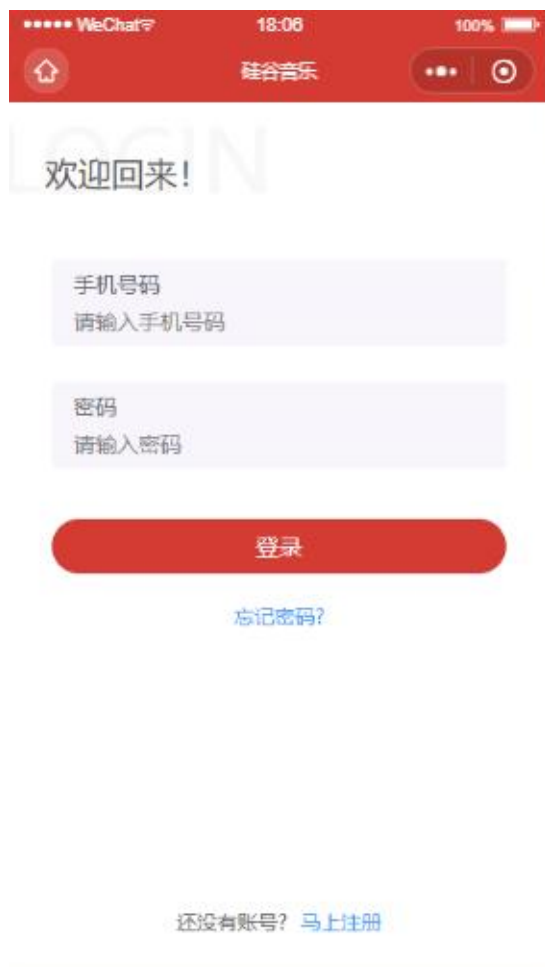 WeChat 18:06 100%
硅谷音乐
LOGIN
欢迎回来!
手机号码
请输入手机号码
密码
请输入密码
登录
忘记密码?
还没有账号? 马上注册